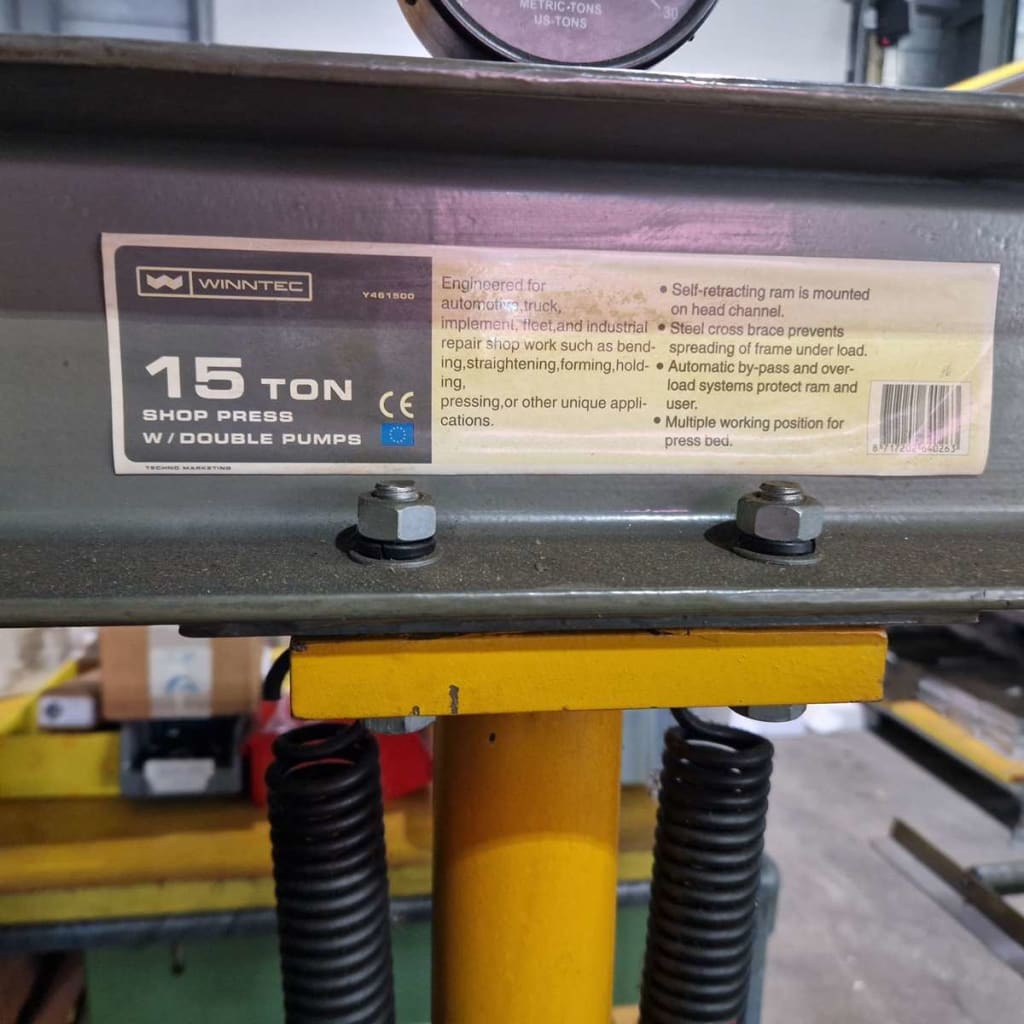 METRIC-TONS
US-TONS
30
WINNTEC
Y461500
15 TON
SHOP PRESS
W/DOUBLE PUMPS
CE
TECHNO MARKETING
Engineered for
automotive,truck,
implement, fleet,and industrial
repair shop work such as bend-
ing,straightening,forming,hold-
ing,
pressing,or other unique appli-
cations.
• Self-retracting ram is mounted
on head channel.
• Steel cross brace prevents
spreading of frame under load.
• Automatic by-pass and over-
load systems protect ram and
user.
• Multiple working position for
press bed.